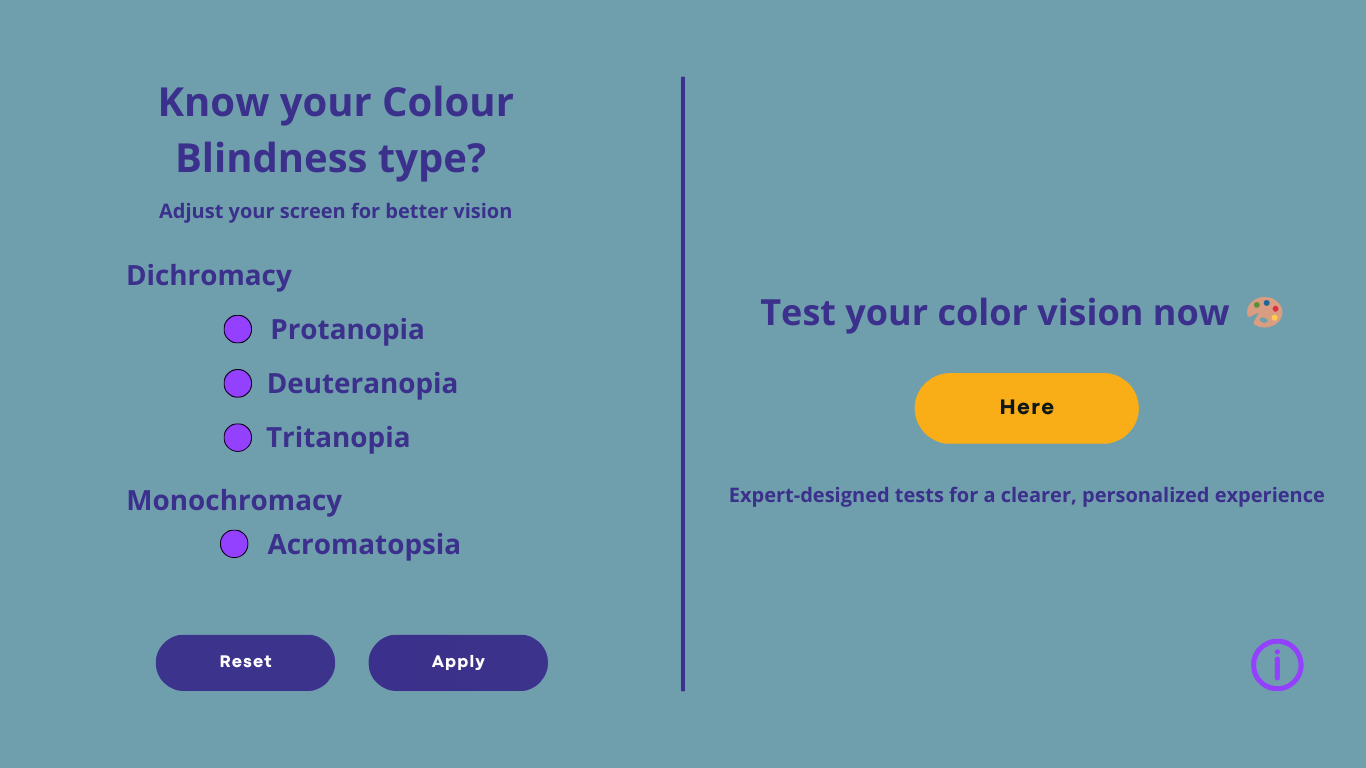 Know your Colour
Blindness type?
Adjust your screen for better vision
Dichromacy
Protanopia
Deuteranopia
Tritanopia
Monochromacy
Acromatopsia
Reset
Apply
Test your color vision now
Here
Expert-designed tests for a clearer, personalized experience
i